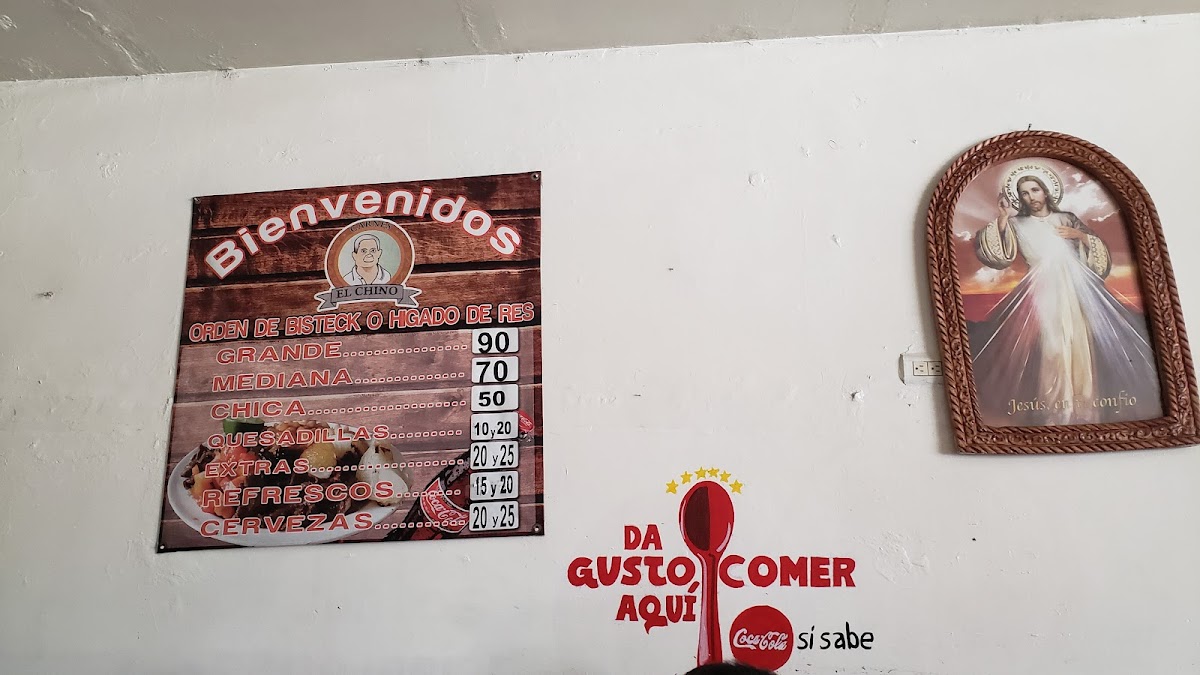 Bienvenidos
CARNES
EL CHINO
ORDEN DE BISTECK O HIGADO DE RES
GRANDE.................... 90
MEDIANA.................. 70
CHICA........................ 50
QUESADILLAS.......... 10 y 20
EXTRAS...................... 20 y 25
REFRESCOS....... 15 y 20
CERVEZAS............ 20 y 25
Coca-Cola
Jesús, en confío
DA
GUSTO COMER
AQUÍ
Coca-Cola sí sabe